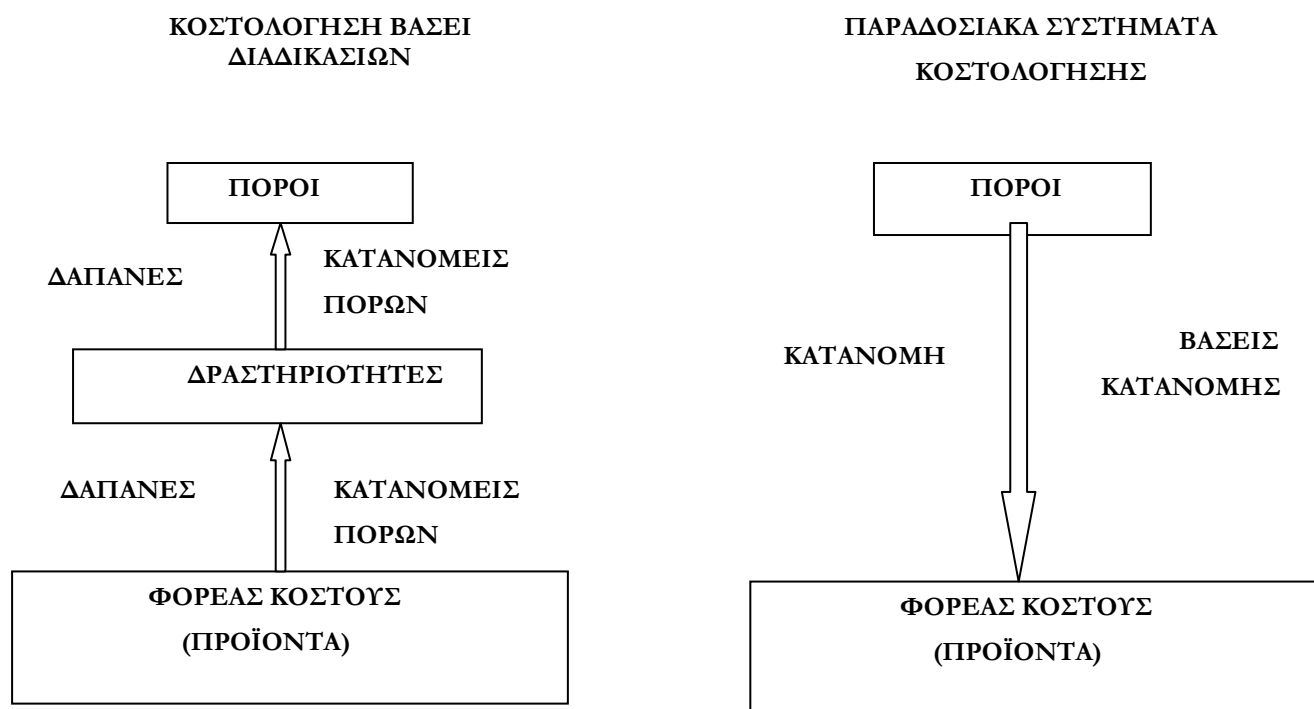 ΚΟΣΤΟΛΟΓΗΣΗ ΒΑΣΕΙ
ΔΙΑΔΙΚΑΣΙΩΝ
ΠΟΡΟΙ
ΔΑΠΑΝΕΣ
ΚΑΤΑΝΟΜΕΙΣ
ΠΟΡΩΝ
ΔΡΑΣΤΗΡΙΟΤΗΤΕΣ
ΔΑΠΑΝΕΣ
ΚΑΤΑΝΟΜΕΙΣ
ΠΟΡΩΝ
ΦΟΡΕΑΣ ΚΟΣΤΟΥΣ
(ΠΡΟΪΟΝΤΑ)
ΠΑΡΑΔΟΣΙΑΚΑ ΣΥΣΤΗΜΑΤΑ
ΚΟΣΤΟΛΟΓΗΣΗΣ
ΠΟΡΟΙ
ΚΑΤΑΝΟΜΗ
ΒΑΣΕΙΣ
ΚΑΤΑΝΟΜΗΣ
ΦΟΡΕΑΣ ΚΟΣΤΟΥΣ
(ΠΡΟΪΟΝΤΑ)